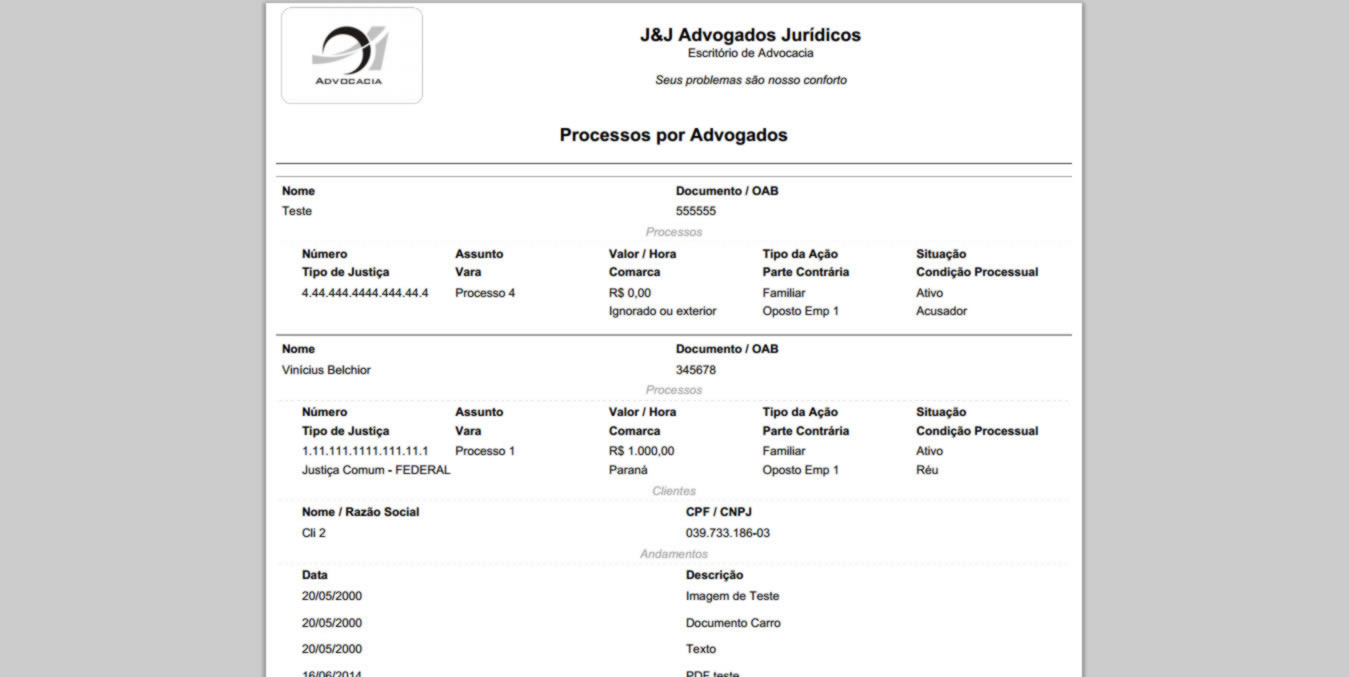 ADVOCACIA
J&J Advogados Jurídicos
Escritório de Advocacia
Seus problemas são nosso conforto
Processos por Advogados
Nome Documento / OAB
Teste 555555
Processos
Número Assunto Valor / Hora Tipo da Ação Situação
Tipo de Justiça Vara Comarca Parte Contrária Condição Processual
4.44.444.4444.444.44.4 Processo 4 R$ 0,00 Familiar Ativo
Ignorado ou exterior Oposto Emp 1 Acusador
Nome Documento / OAB
Vinícius Belchior 345678
Processos
Número Assunto Valor / Hora Tipo da Ação Situação
Tipo de Justiça Vara Comarca Parte Contrária Condição Processual
1.11.111.1111.111.11.1 Processo 1 R$ 1.000,00 Familiar Ativo
Justiça Comum - FEDERAL Paraná Oposto Emp 1 Réu
Clientes
Nome / Razão Social CPF / CNPJ
Cli 2 039.733.186-03
Andamentos
Data Descrição
20/05/2000 Imagem de Teste
20/05/2000 Documento Carro
20/05/2000 Texto
16/06/2014 PDF teste